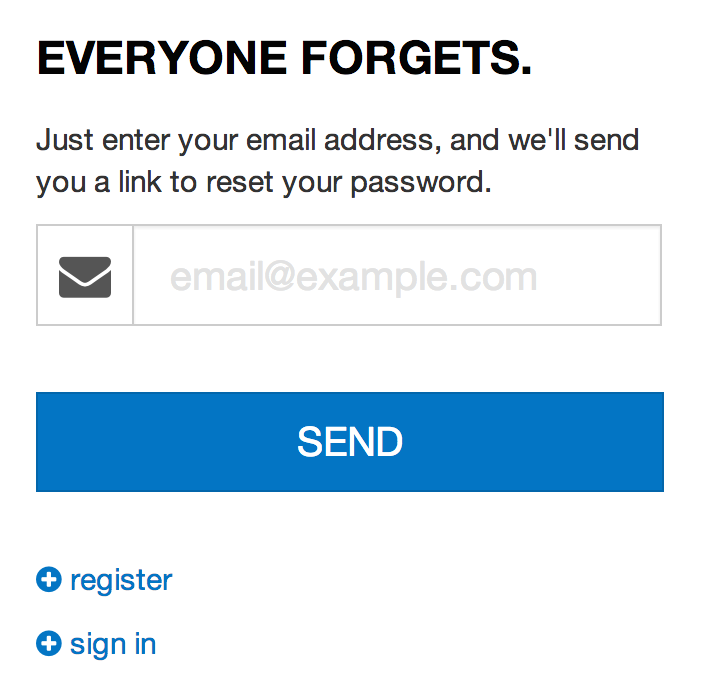 EVERYONE FORGETS.
Just enter your email address, and we'll send
you a link to reset your password.
email@example.com
SEND
register
sign in